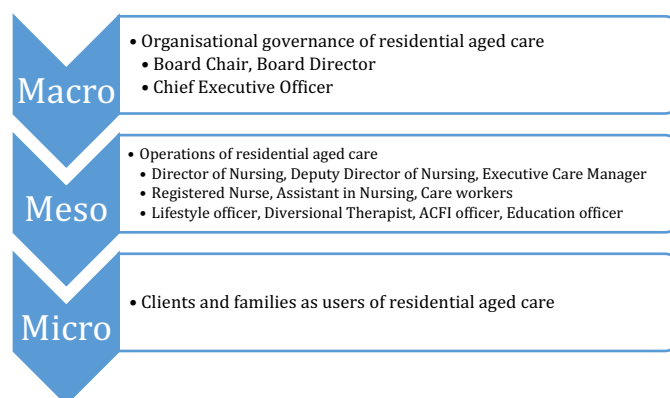 Macro
• Organisational governance of residential aged care
• Board Chair, Board Director
• Chief Executive Officer
Meso
• Operations of residential aged care
• Director of Nursing, Deputy Director of Nursing, Executive Care Manager
• Registered Nurse, Assistant in Nursing, Care workers
• Lifestyle officer, Diversional Therapist, ACFI officer, Education officer
Micro
• Clients and families as users of residential aged care